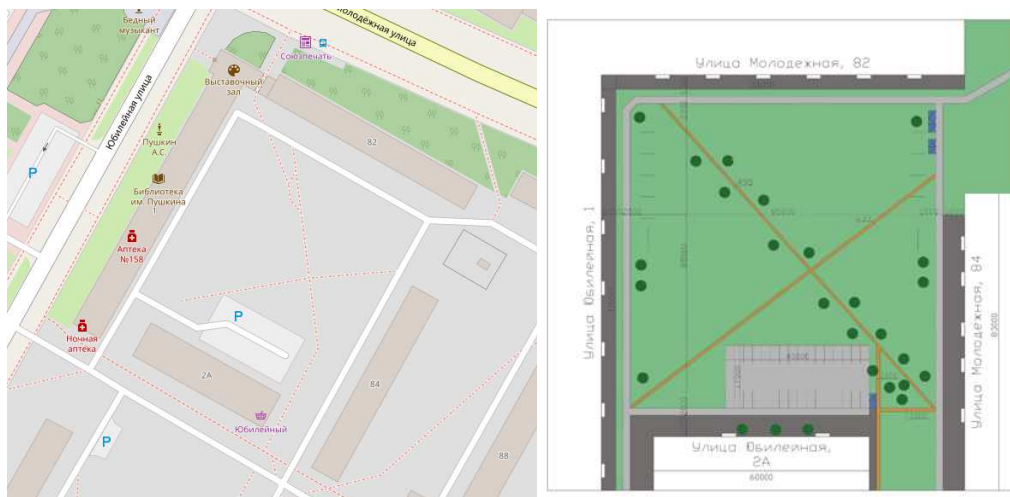 Бедный
музыкант
Молодёжная улица
Союзпечать
Выставочный
зал
Юбилейная улица
82
Пушкин
А.С.
P
Библиотека
им. Пушкина
1
Аптека
№158
P
Ночная
аптека
2А
84
Юбилейный
P
88
Улица Молодежная, 82
Улица Юбилейная, 1
Улица Молодежная, 84
Улица Юбилейная,
2А
60000